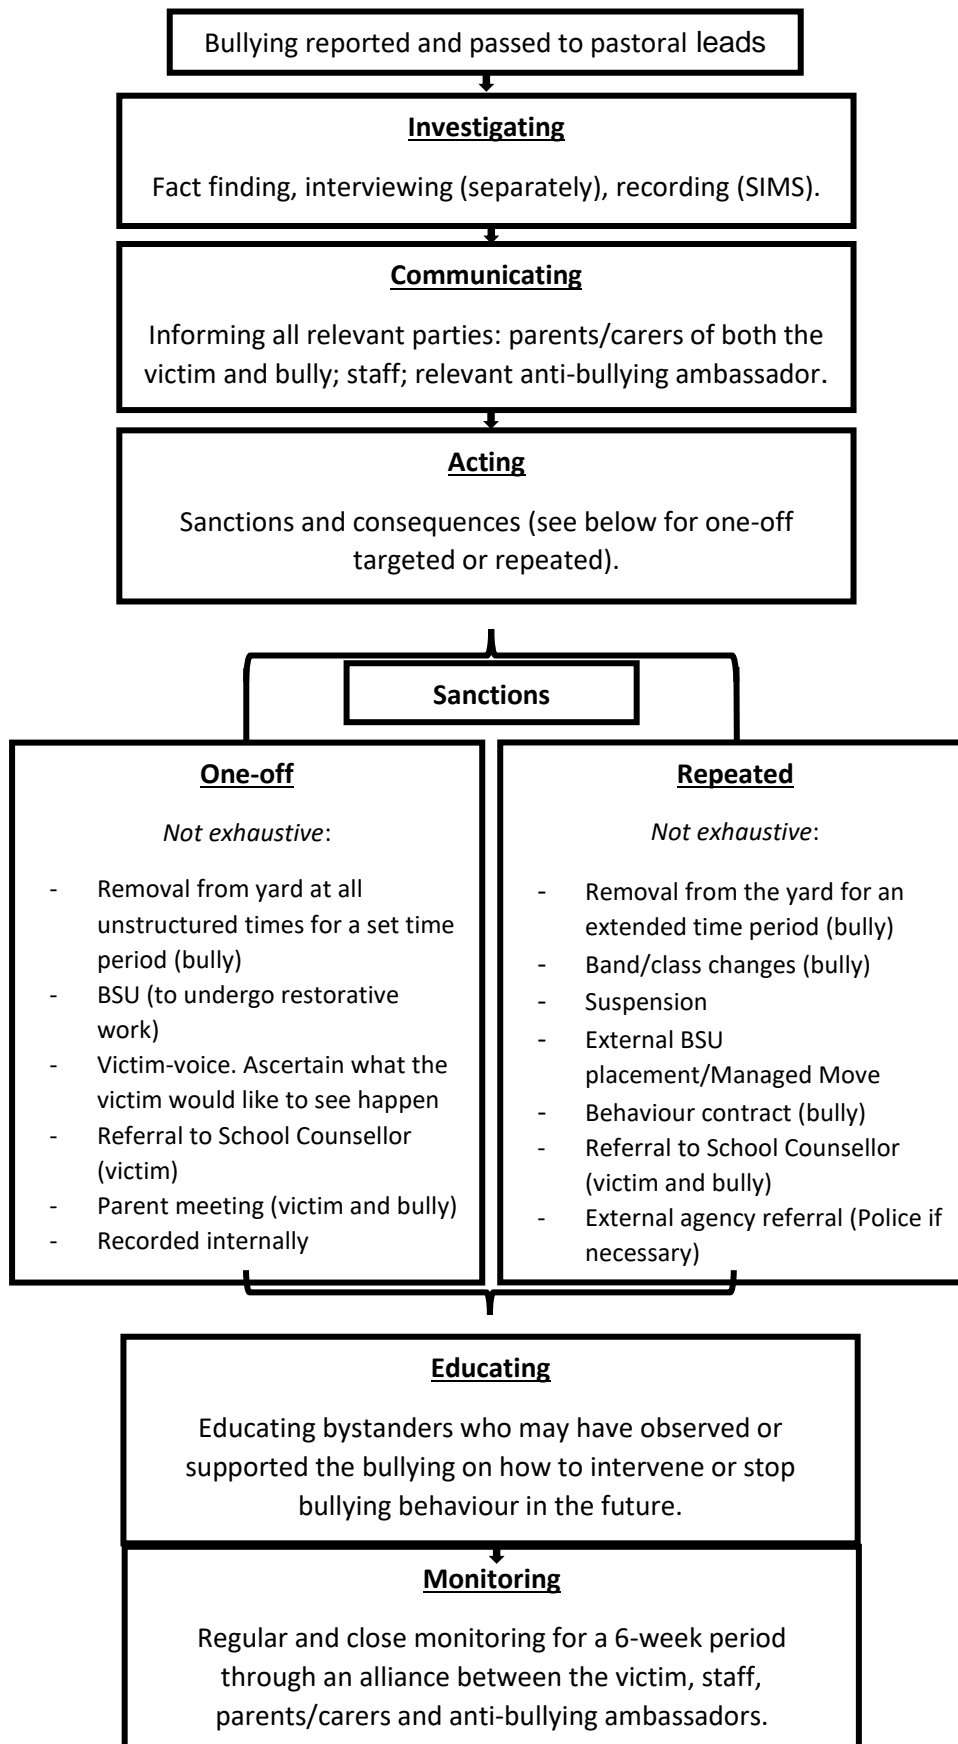 Bullying reported and passed to pastoral leads
Investigating
Fact finding, interviewing (separately), recording (SIMS).
Communicating
Informing all relevant parties: parents/carers of both the
victim and bully; staff; relevant anti-bullying ambassador.
Acting
Sanctions and consequences (see below for one-off
targeted or repeated).
Sanctions
One-off
Not exhaustive:
- Removal from yard at all
unstructured times for a set time
period (bully)
- BSU (to undergo restorative
work)
- Victim-voice. Ascertain what the
victim would like to see happen
- Referral to School Counsellor
(victim)
- Parent meeting (victim and bully)
- Recorded internally
Repeated
Not exhaustive:
- Removal from the yard for an
extended time period (bully)
- Band/class changes (bully)
- Suspension
- External BSU
placement/Managed Move
- Behaviour contract (bully)
- Referral to School Counsellor
(victim and bully)
- External agency referral (Police if
necessary)
Educating
Educating bystanders who may have observed or
supported the bullying on how to intervene or stop
bullying behaviour in the future.
Monitoring
Regular and close monitoring for a 6-week period
through an alliance between the victim, staff,
parents/carers and anti-bullying ambassadors.